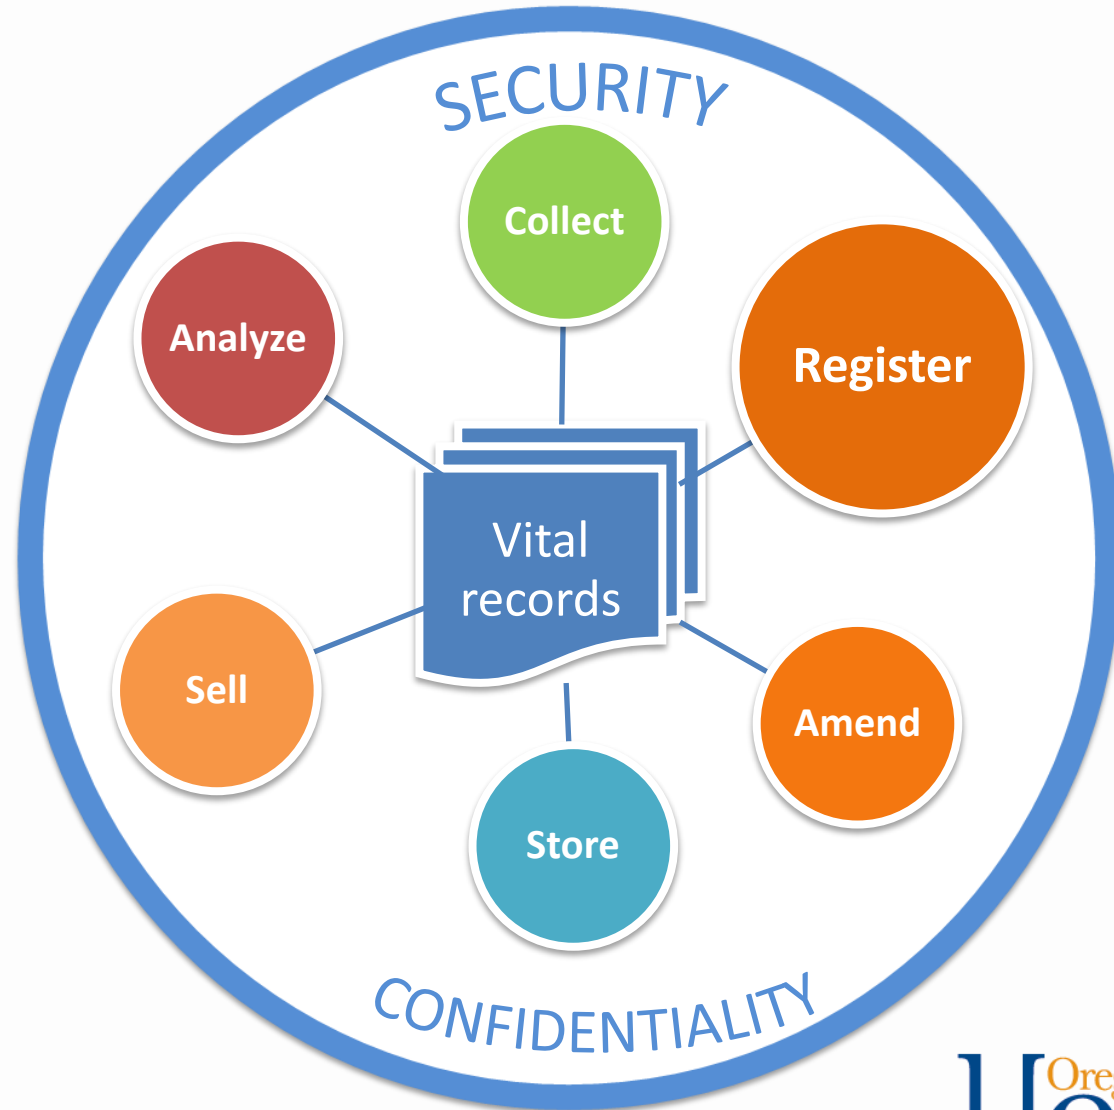 SECURITY
Collect
Register
Analyze
Vital
records
Sell
Amend
Store
CONFIDENTIALITY